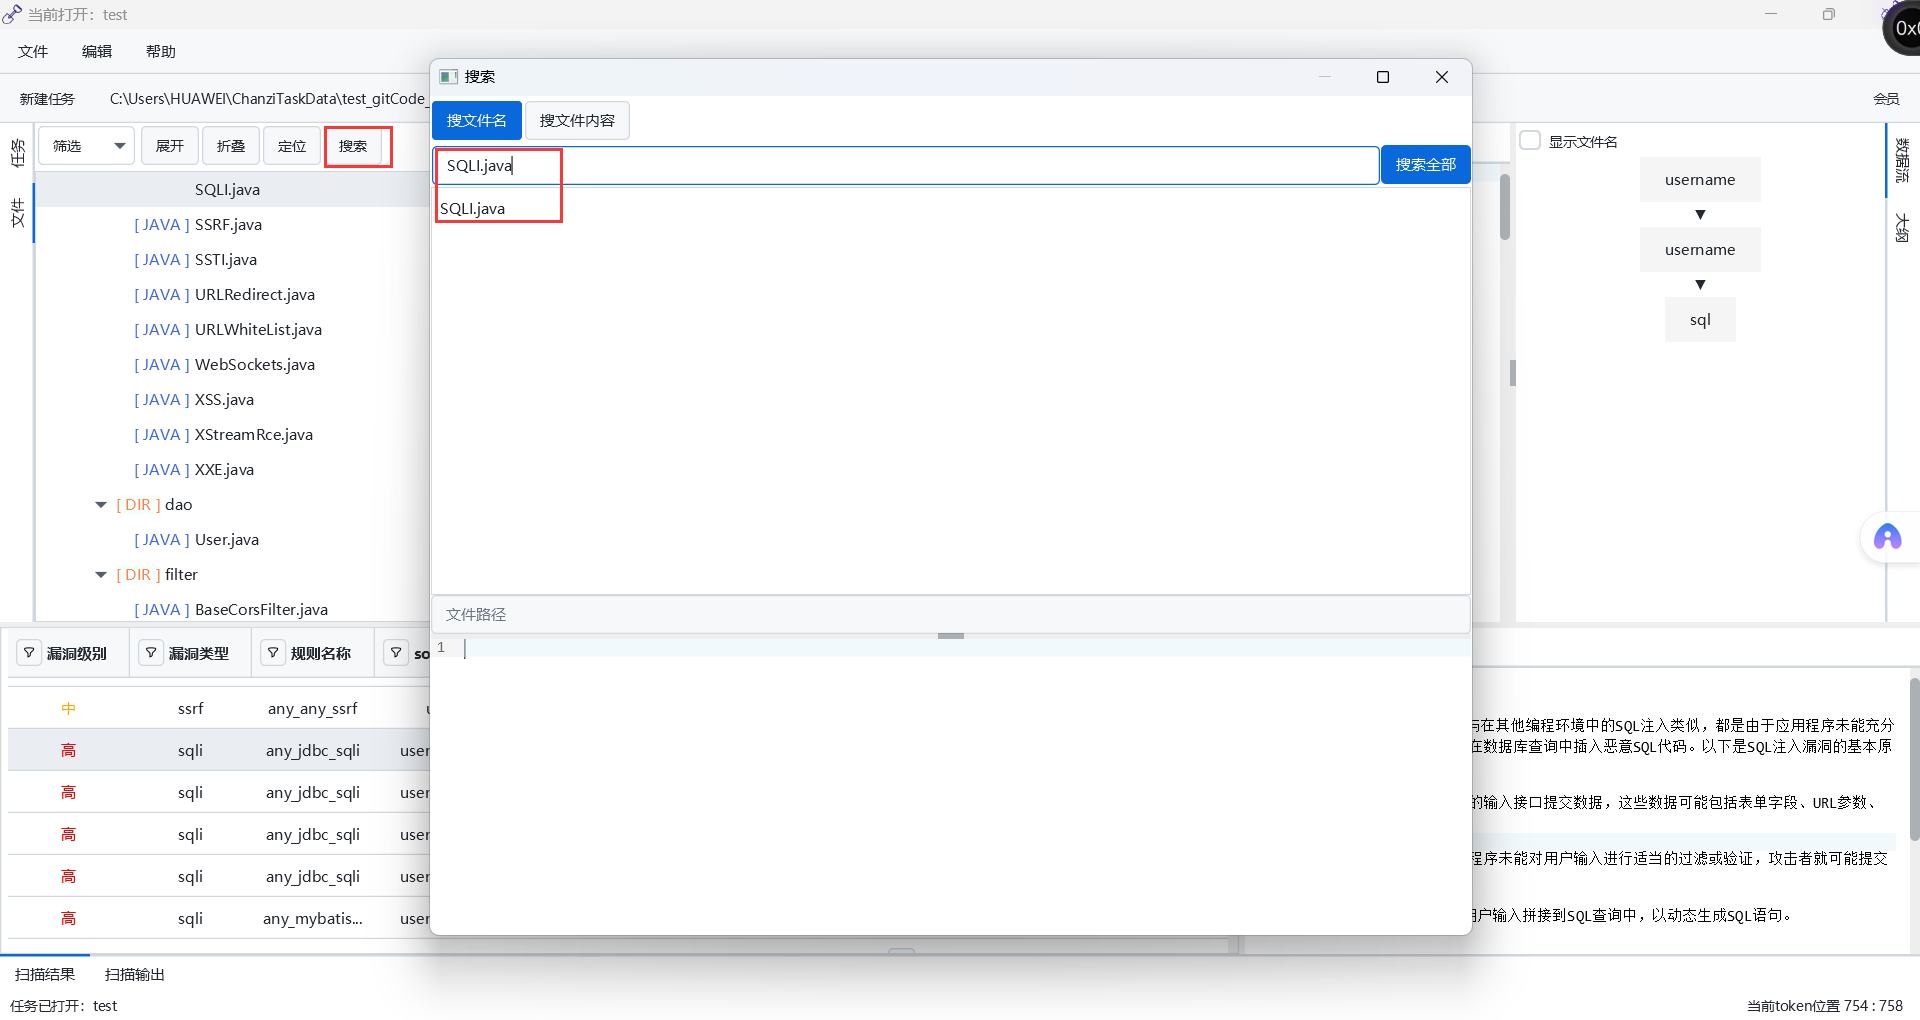 当前打开：test
0x
文件 编辑 帮助
新建任务 C:\Users\HUAWEI\ChanziTaskData\test_gitCode_
会员
任务
文件
筛选 展开 折叠 定位 搜索
SQLI.java
[ JAVA ] SSRF.java
[ JAVA ] SSTI.java
[ JAVA ] URLRedirect.java
[ JAVA ] URLWhiteList.java
[ JAVA ] WebSockets.java
[ JAVA ] XSS.java
[ JAVA ] XStreamRce.java
[ JAVA ] XXE.java
[ DIR ] dao
[ JAVA ] User.java
[ DIR ] filter
[ JAVA ] BaseCorsFilter.java
搜索
搜文件名 搜文件内容
SQLI.java 搜索全部
SQLI.java
文件路径
1
显示文件名
username
▼
username
▼
sql
数据流
大纲
漏洞级别 漏洞类型 规则名称 so
中 ssrf any_any_ssrf
高 sqli any_jdbc_sqli user
高 sqli any_jdbc_sqli user
高 sqli any_jdbc_sqli user
高 sqli any_jdbc_sqli user
高 sqli any_mybatis... user
在其他编程环境中的SQL注入类似，都是由于应用程序未能充分
在数据库查询中插入恶意SQL代码。以下是SQL注入漏洞的基本原
的输入接口提交数据，这些数据可能包括表单字段、URL参数、
程序未能对用户输入进行适当的过滤或验证，攻击者就可能提交
户输入拼接到SQL查询中，以动态生成SQL语句。
扫描结果 扫描输出
任务已打开：test
当前token位置 754 : 758